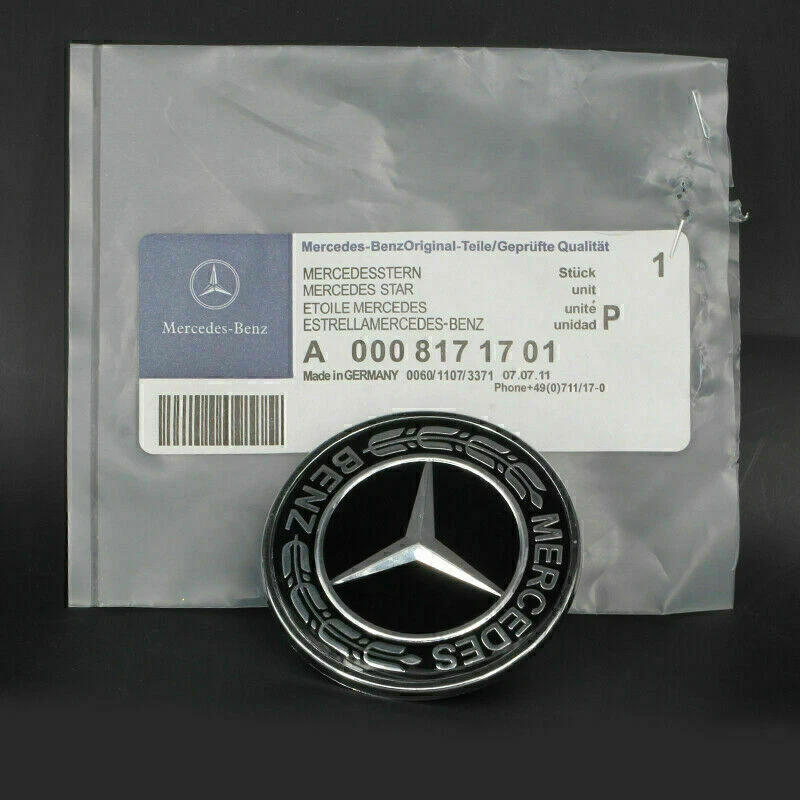 Mercedes-BenzOriginal-Teile/Geprüfte Qualität
1
MERCEDESSTERN Stück
MERCEDES STAR unit
ETOILE MERCEDES unité
ESTRELLAMERCEDES-BENZ unidad P
A 000 817 17 01
Made in GERMANY 0060/1107/3371 07.07.11
Phone+49(0)711/17-0
Mercedes-Benz
BENZ
MERCEDES